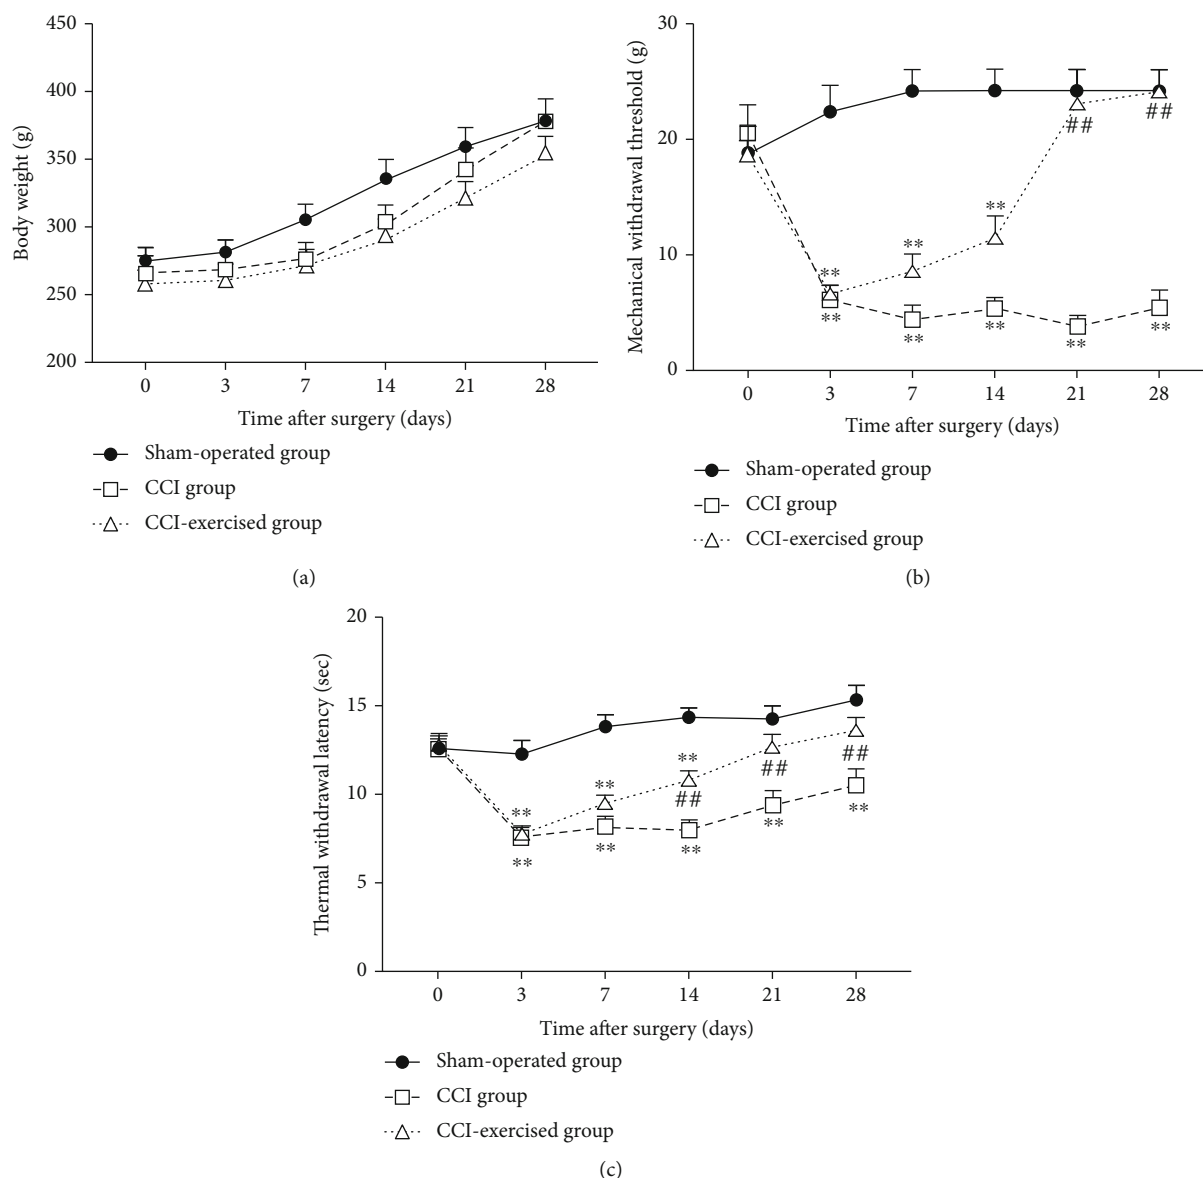 450
400
350
300
250
200
Body weight (g)
0 3 7 14 21 28
Time after surgery (days)
Sham-operated group
CCI group
CCI-exercised group
(a)
30
20
10
0
Mechanical withdrawal threshold (g)
** ** ** ## ##
** ** ** ** **
0 3 7 14 21 28
Time after surgery (days)
Sham-operated group
CCI group
CCI-exercised group
(b)
20
15
10
5
0
Thermal withdrawal latency (sec)
** ** ** ## ## ##
** ** ** ** **
0 3 7 14 21 28
Time after surgery (days)
Sham-operated group
CCI group
CCI-exercised group
(c)